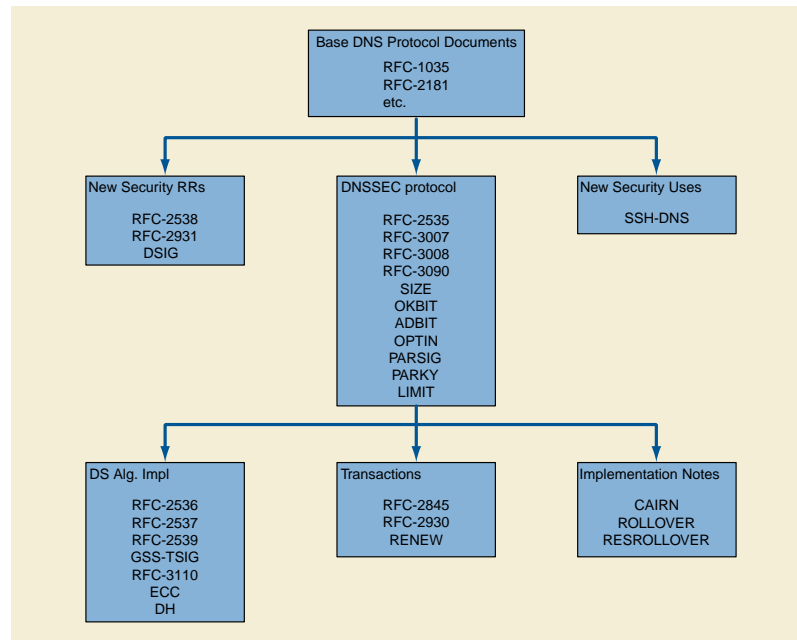 Base DNS Protocol Documents
RFC-1035
RFC-2181
etc.
New Security RRs
RFC-2538
RFC-2931
DSIG
DNSSEC protocol
RFC-2535
RFC-3007
RFC-3008
RFC-3090
SIZE
OKBIT
ADBIT
OPTIN
PARSIG
PARKY
LIMIT
New Security Uses
SSH-DNS
DS Alg. Impl
RFC-2536
RFC-2537
RFC-2539
GSS-TSIG
RFC-3110
ECC
DH
Transactions
RFC-2845
RFC-2930
RENEW
Implementation Notes
CAIRN
ROLLOVER
RESROLLOVER